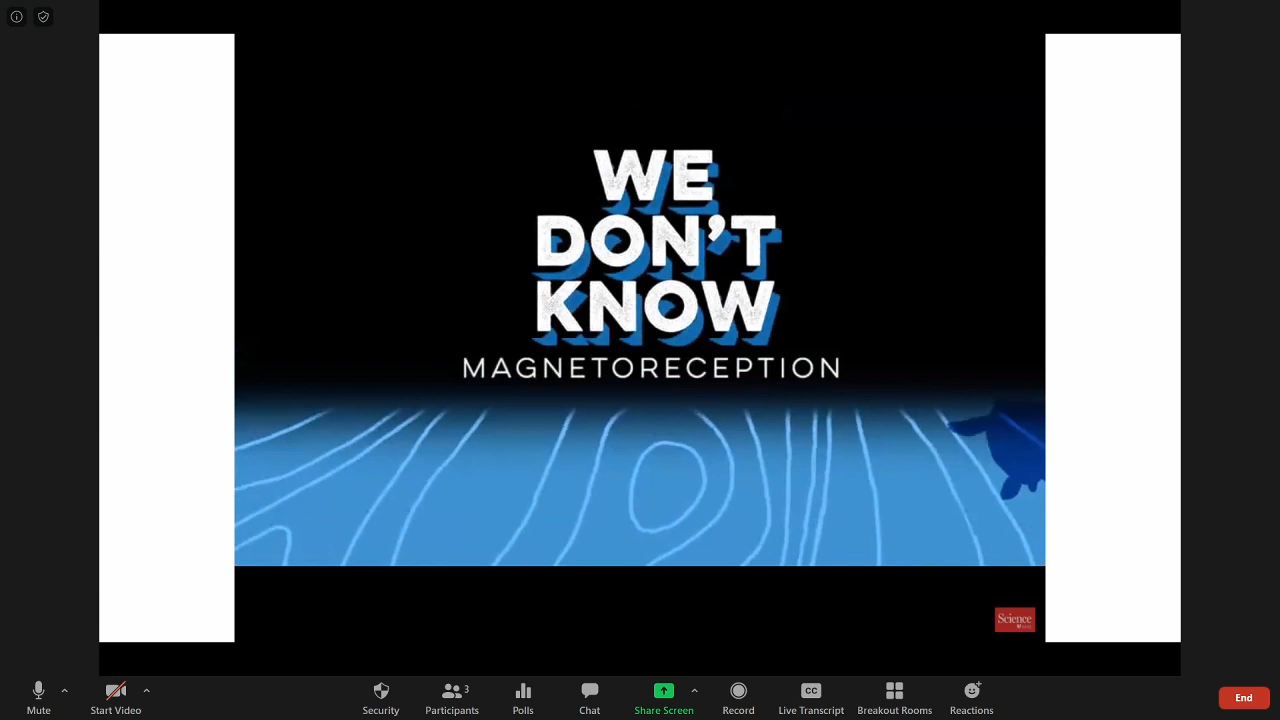 WE
DON'T
KNOW
MAGNETORECEPTION
Science
3
CC
Mute
Start Video
Security
Participants
Polls
Chat
Share Screen
Record
Live Transcript
Breakout Rooms
Reactions
End